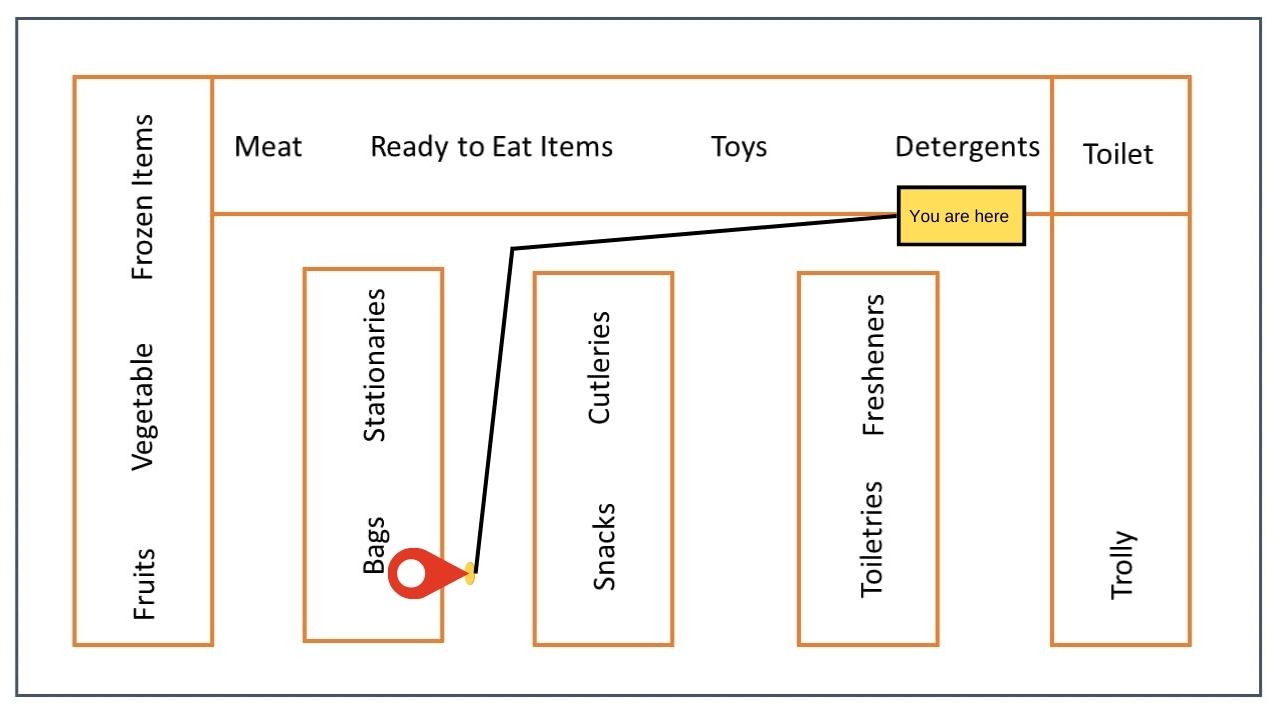 Meat
Ready to Eat Items
Toys
Detergents
Toilet
You are here
Frozen Items
Vegetable
Fruits
Stationaries
Bags
Cutleries
Snacks
Fresheners
Toiletries
Trolly